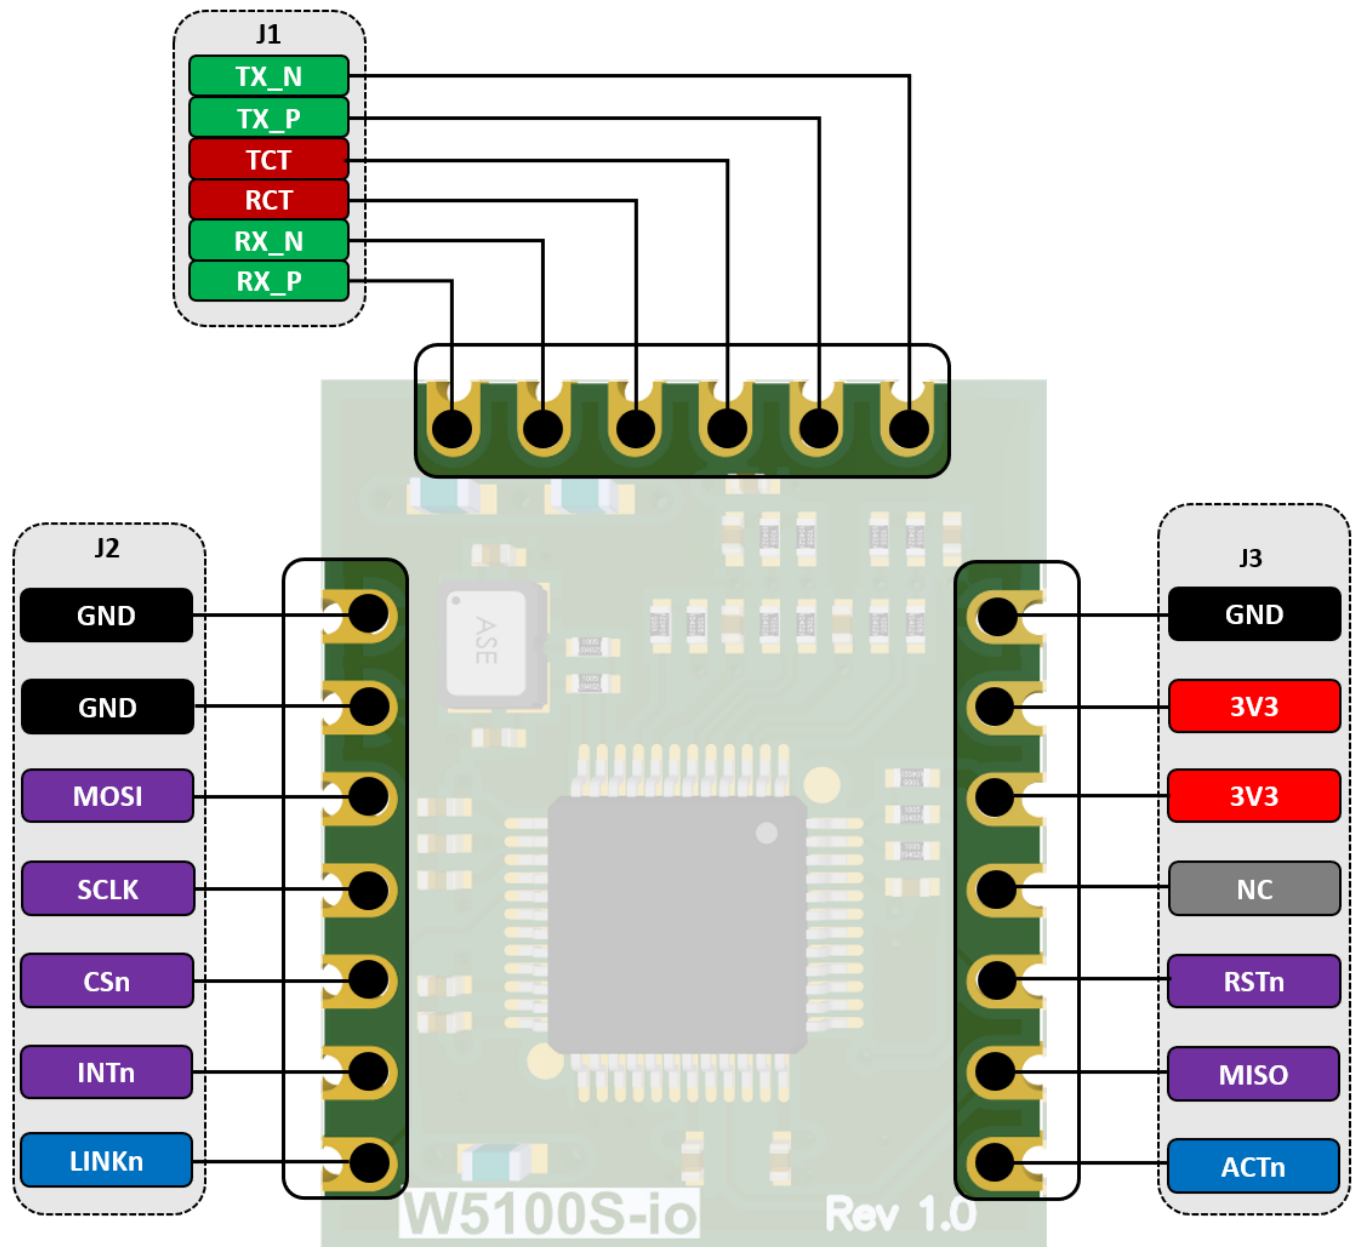 J1
TX_N
TX_P
TCT
RCT
RX_N
RX_P
J2
GND
GND
MOSI
SCLK
CSn
INTn
LINKn
J3
GND
3V3
3V3
NC
RSTn
MISO
ACTn
ASE
W5100S-io
Rev 1.0